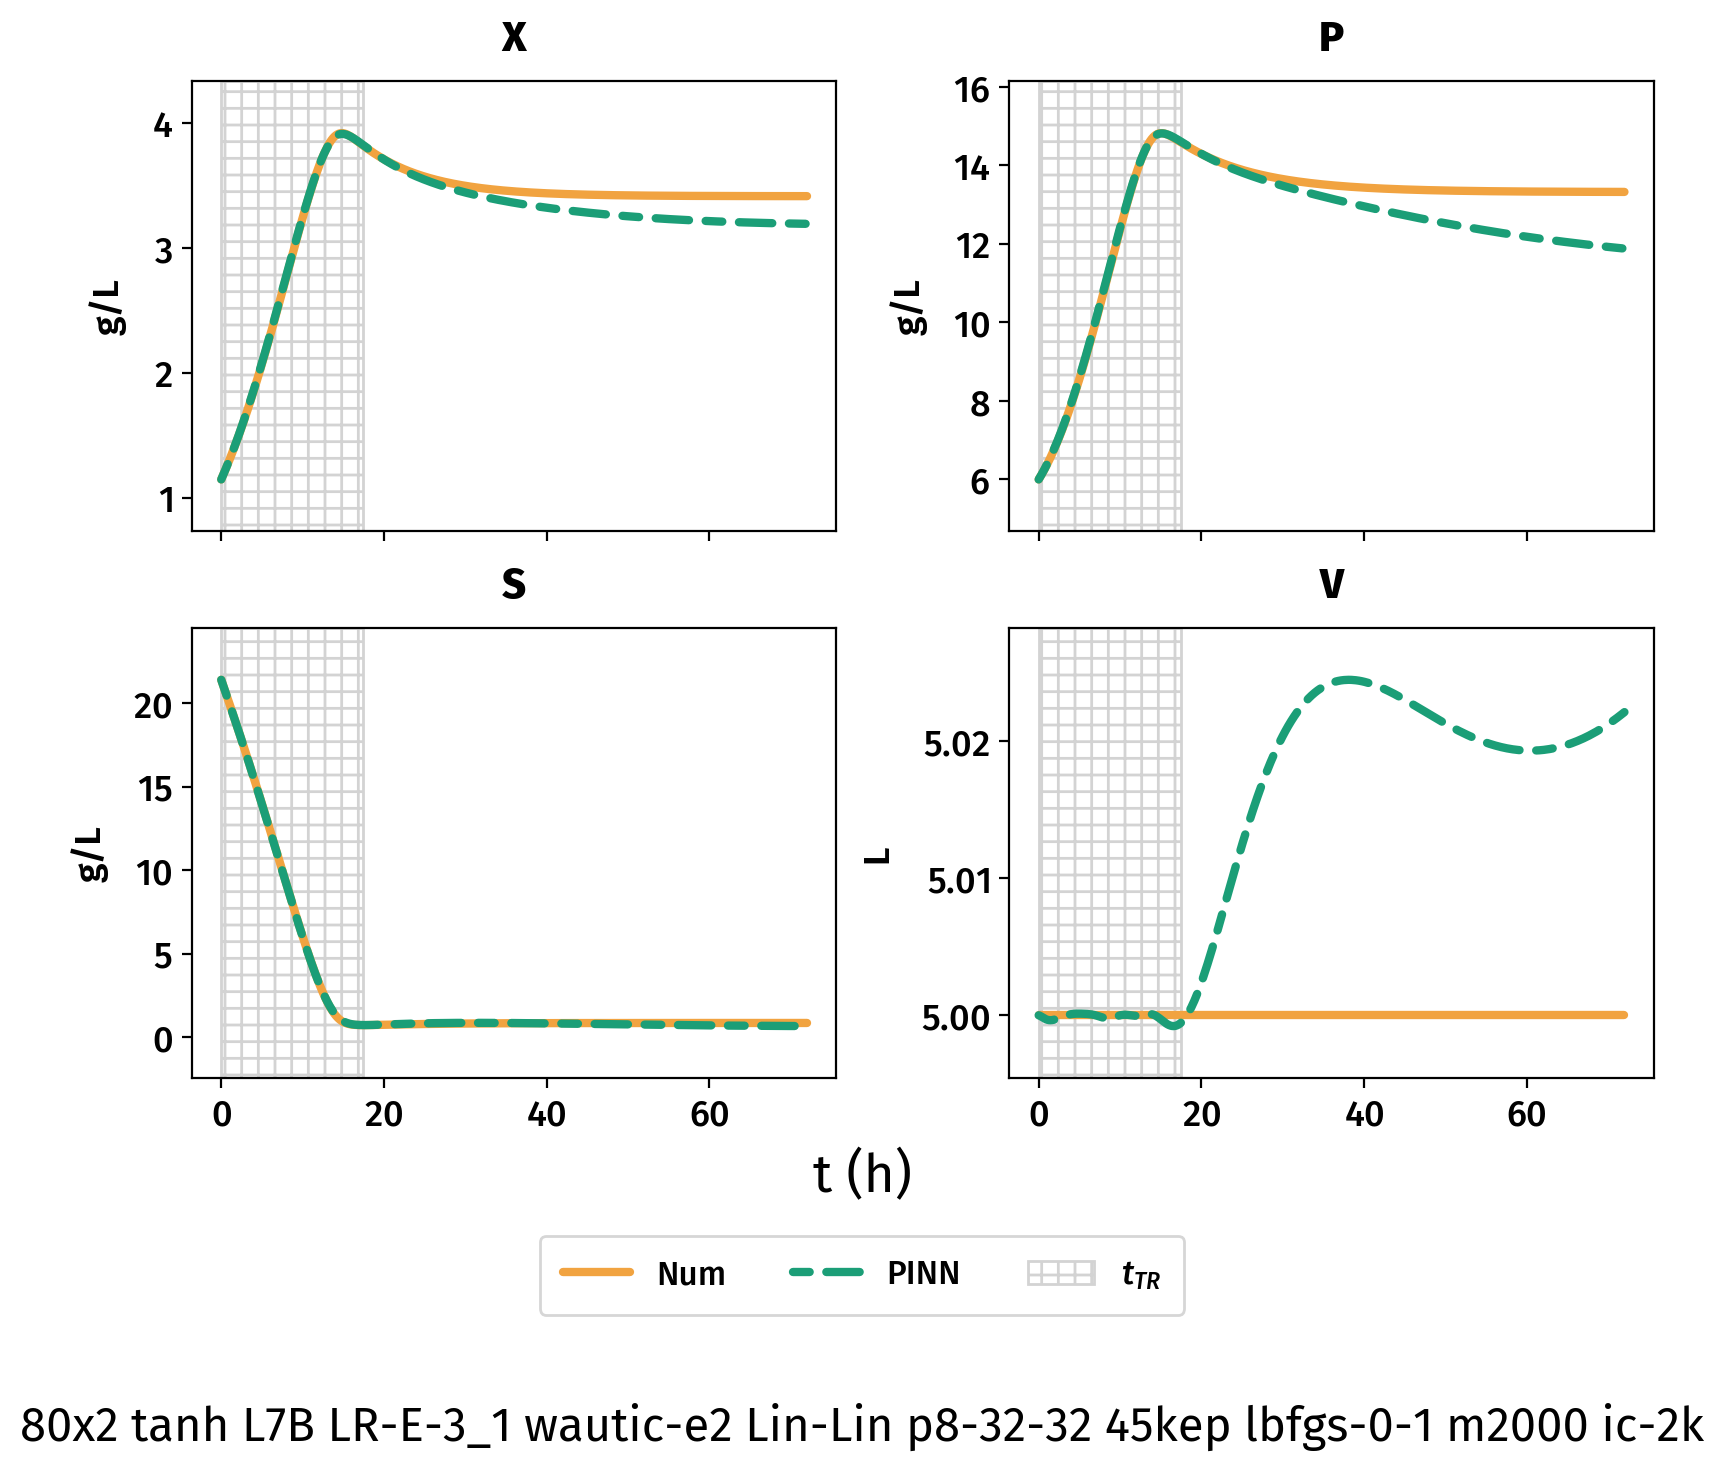 X
P
4
3
2
1
g/L
16
14
12
10
8
6
g/L
S
V
20
15
10
5
0
g/L
0 20 40 60
5.02
5.01
5.00
L
0 20 40 60
t (h)
Num PINN tTR
80x2 tanh L7B LR-E-3_1 wautic-e2 Lin-Lin p8-32-32 45kep lbfgs-0-1 m2000 ic-2k